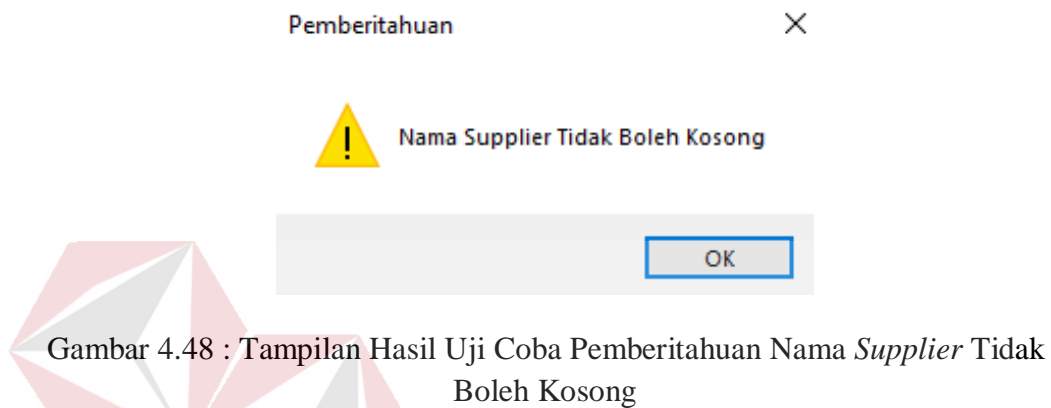 Pemberitahuan
Nama Supplier Tidak Boleh Kosong
OK
Gambar 4.48 : Tampilan Hasil Uji Coba Pemberitahuan Nama Supplier Tidak
Boleh Kosong